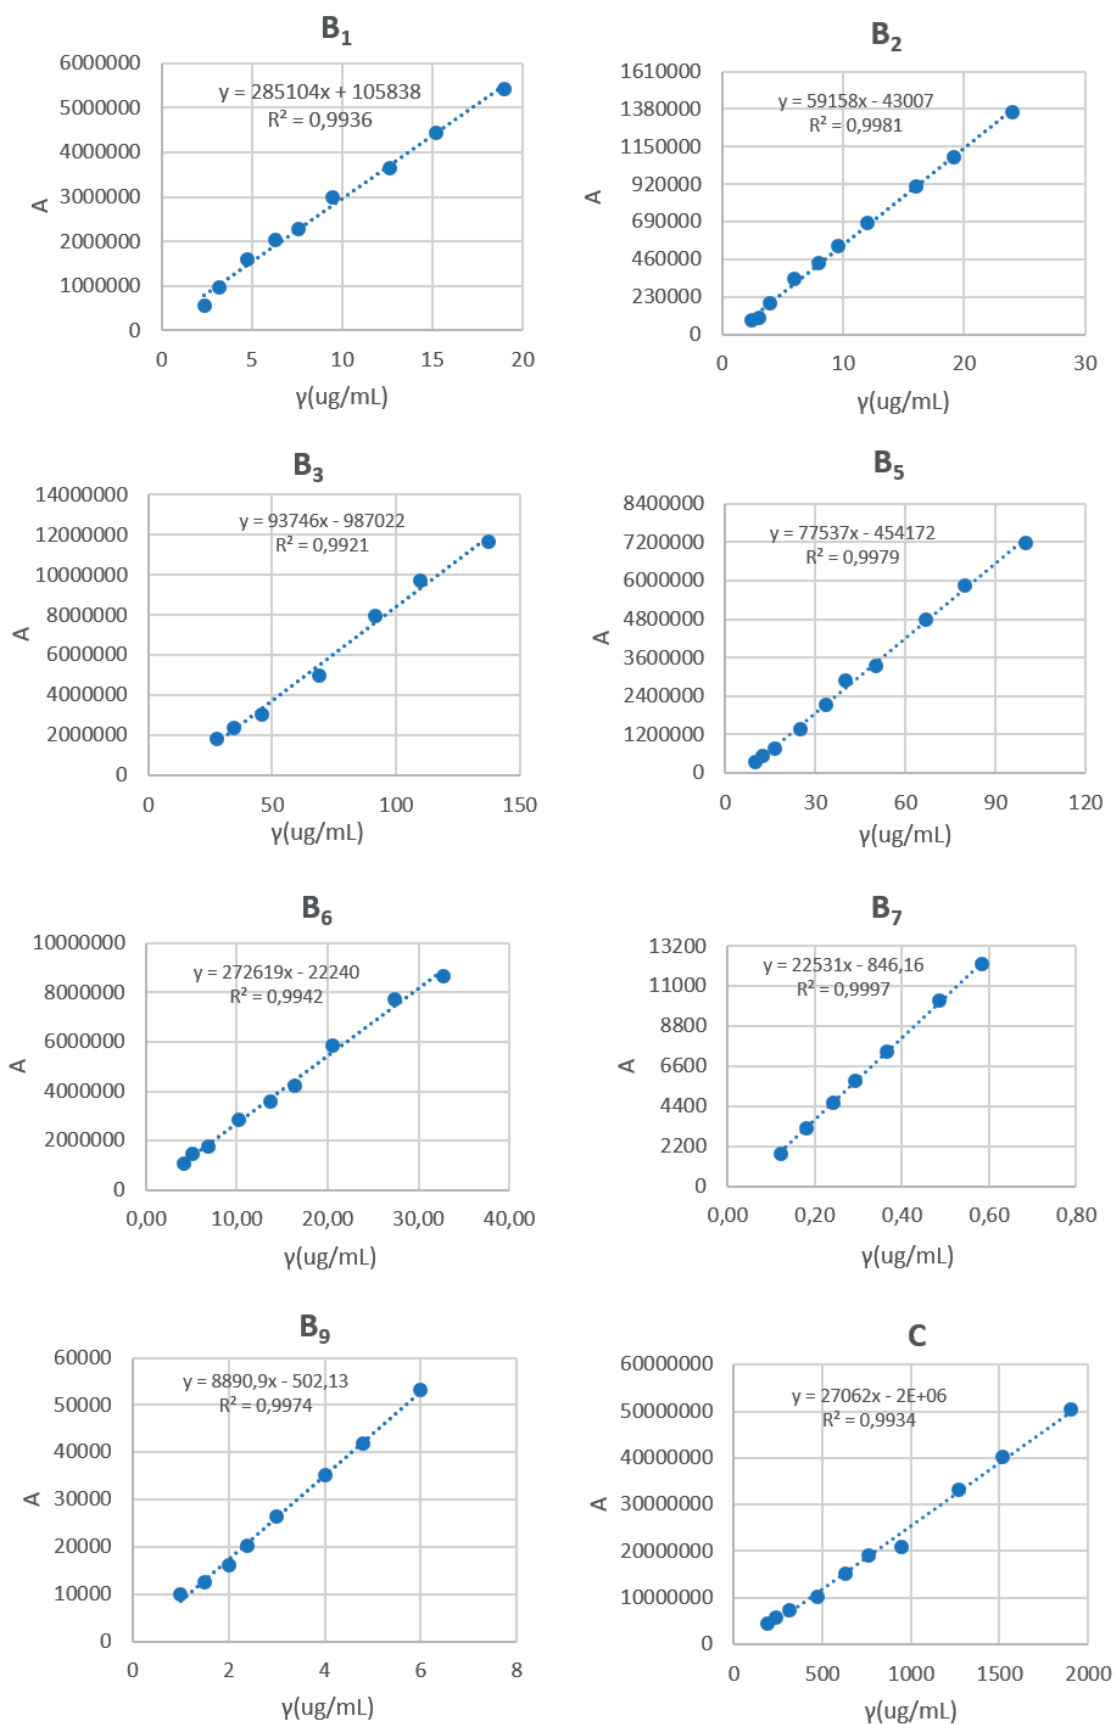 B₁
6000000
5000000
4000000
3000000
2000000
1000000
0
y = 285104x + 105838
R² = 0,9936
A
0 5 10 15 20
γ(ug/mL)
B₂
1610000
1380000
1150000
920000
690000
460000
230000
0
y = 59158x - 43007
R² = 0,9981
A
0 10 20 30
γ(ug/mL)
B₃
14000000
12000000
10000000
8000000
6000000
4000000
2000000
0
y = 93746x - 987022
R² = 0,9921
A
0 50 100 150
γ(ug/mL)
B₅
8400000
7200000
6000000
4800000
3600000
2400000
1200000
0
y = 77537x - 454172
R² = 0,9979
A
0 30 60 90 120
γ(ug/mL)
B₆
10000000
8000000
6000000
4000000
2000000
0
y = 272619x - 22240
R² = 0,9942
A
0,00 10,00 20,00 30,00 40,00
γ(ug/mL)
B₇
13200
11000
8800
6600
4400
2200
0
y = 22531x - 846,16
R² = 0,9997
A
0,00 0,20 0,40 0,60 0,80
γ(ug/mL)
B₉
60000
50000
40000
30000
20000
10000
0
y = 8890,9x - 502,13
R² = 0,9974
A
0 2 4 6 8
γ(ug/mL)
C
60000000
50000000
40000000
30000000
20000000
10000000
0
y = 27062x - 2E+06
R² = 0,9934
A
0 500 1000 1500 2000
γ(ug/mL)